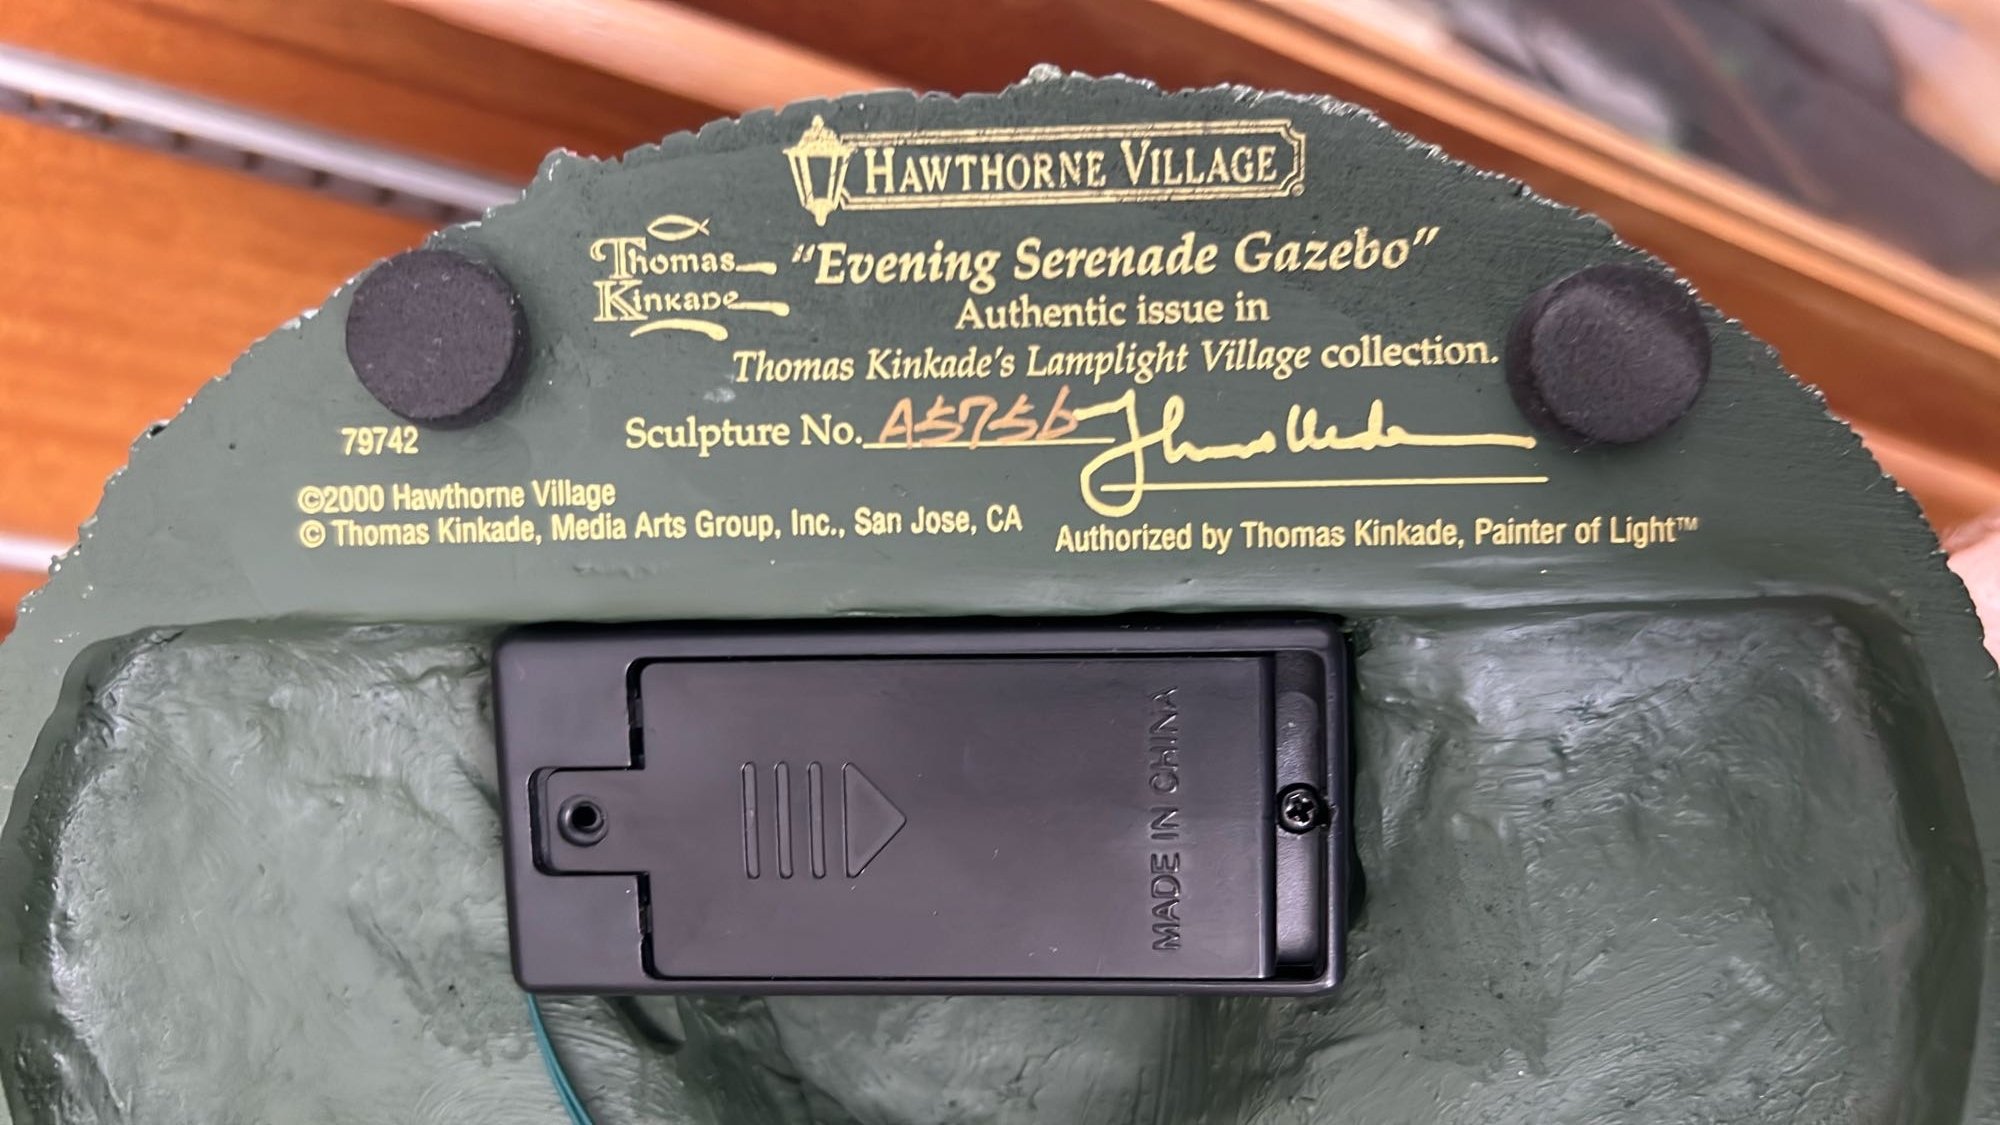 HAWTHORNE VILLAGE®
Thomas
Kinkade
"Evening Serenade Gazebo"
Authentic issue in
Thomas Kinkade's Lamplight Village collection.
Sculpture No. A5756
79742
©2000 Hawthorne Village
© Thomas Kinkade, Media Arts Group, Inc., San Jose, CA
Authorized by Thomas Kinkade, Painter of Light™
MADE IN CHINA